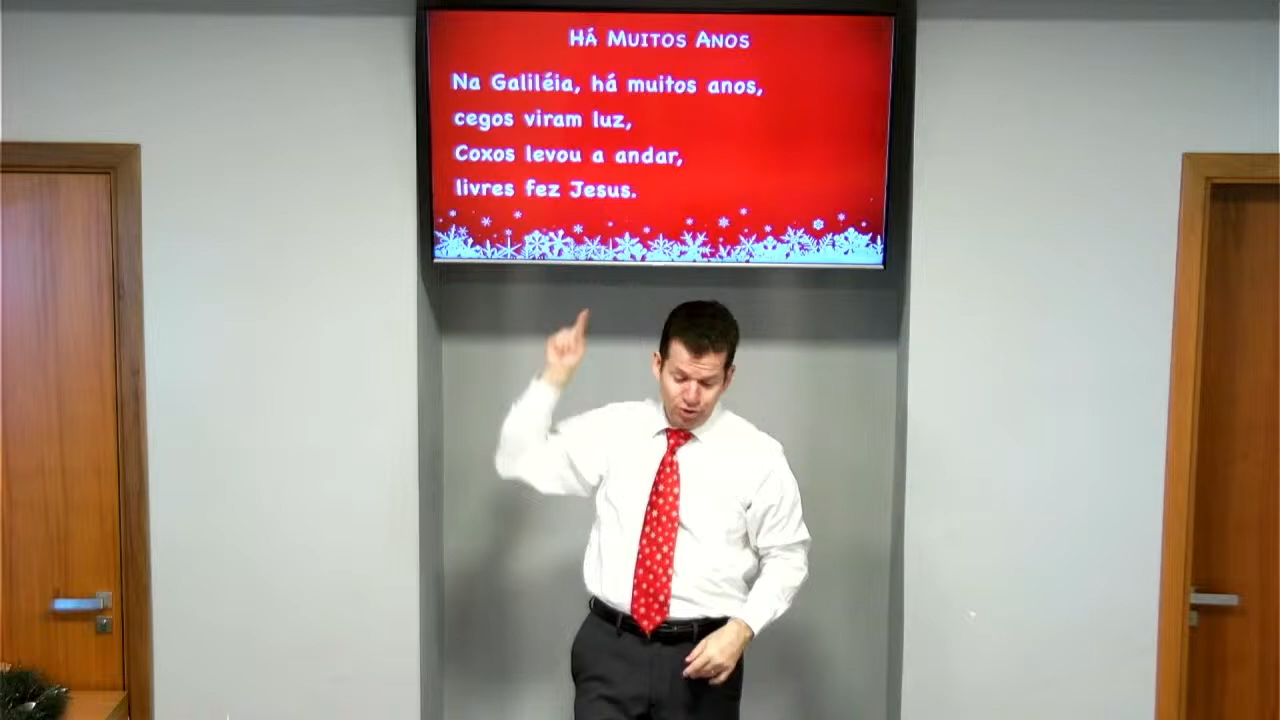 Há Muitos Anos
Na Galiléia, há muitos anos,
cegos viram luz,
Coxos levou a andar,
livres fez Jesus.